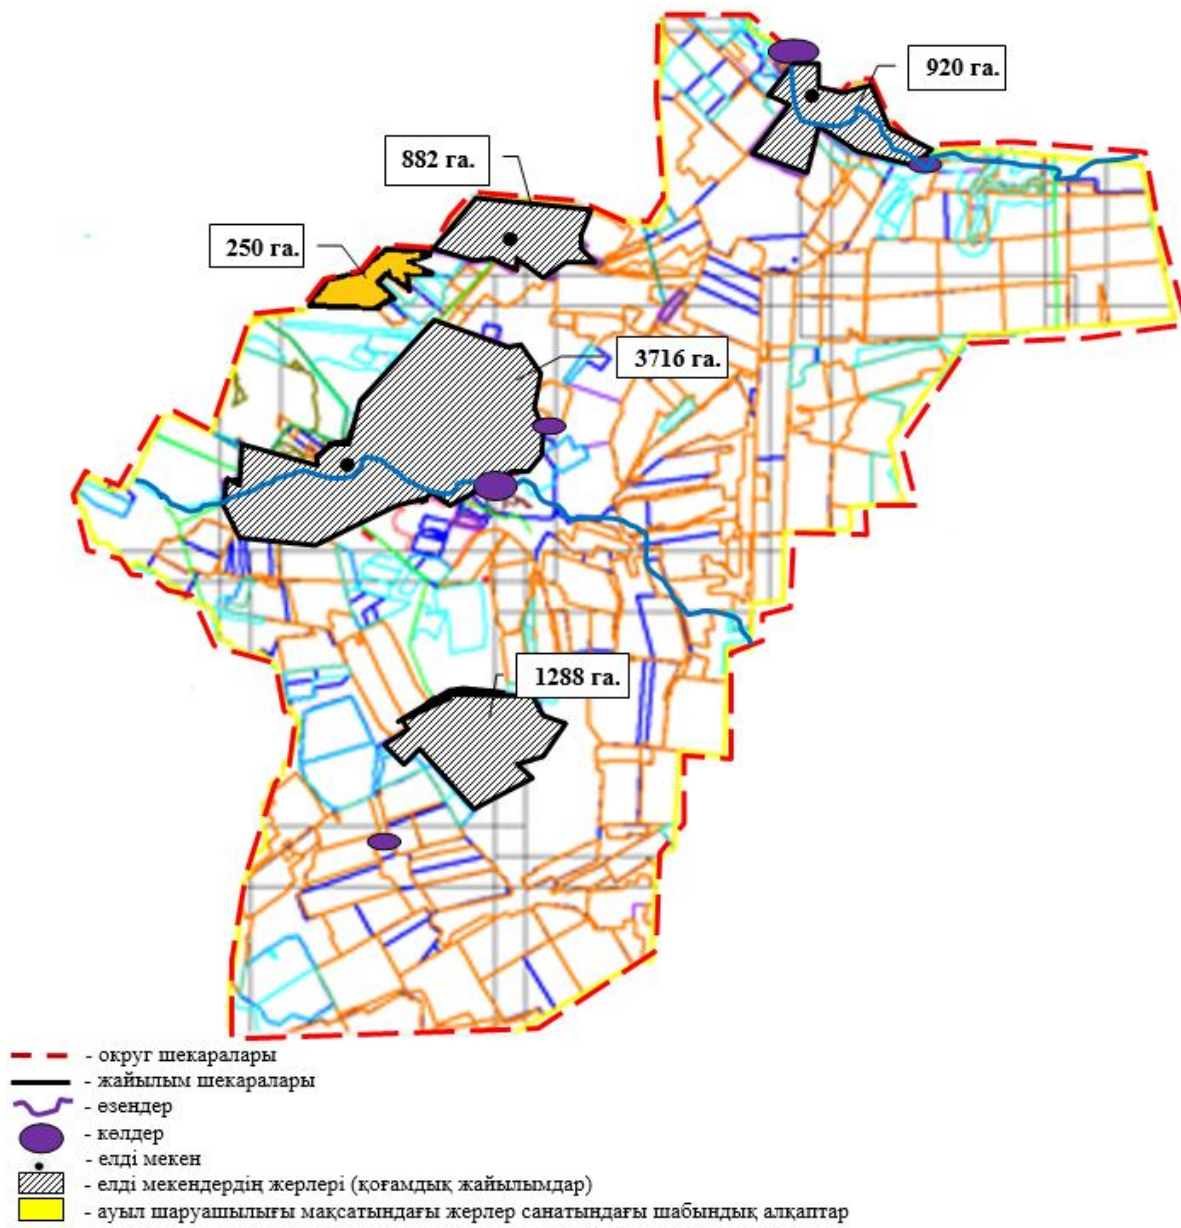 920 га.
882 га.
250 га.
3716 га.
1288 га.
- округ шекаралары
- жайылым шекаралары
- өзендер
- көлдер
- елді мекен
- елді мекендердің жерлері (қоғамдық жайылымдар)
- ауыл шаруашылығы мақсатындағы жерлер санатындағы шабындық алқаптар